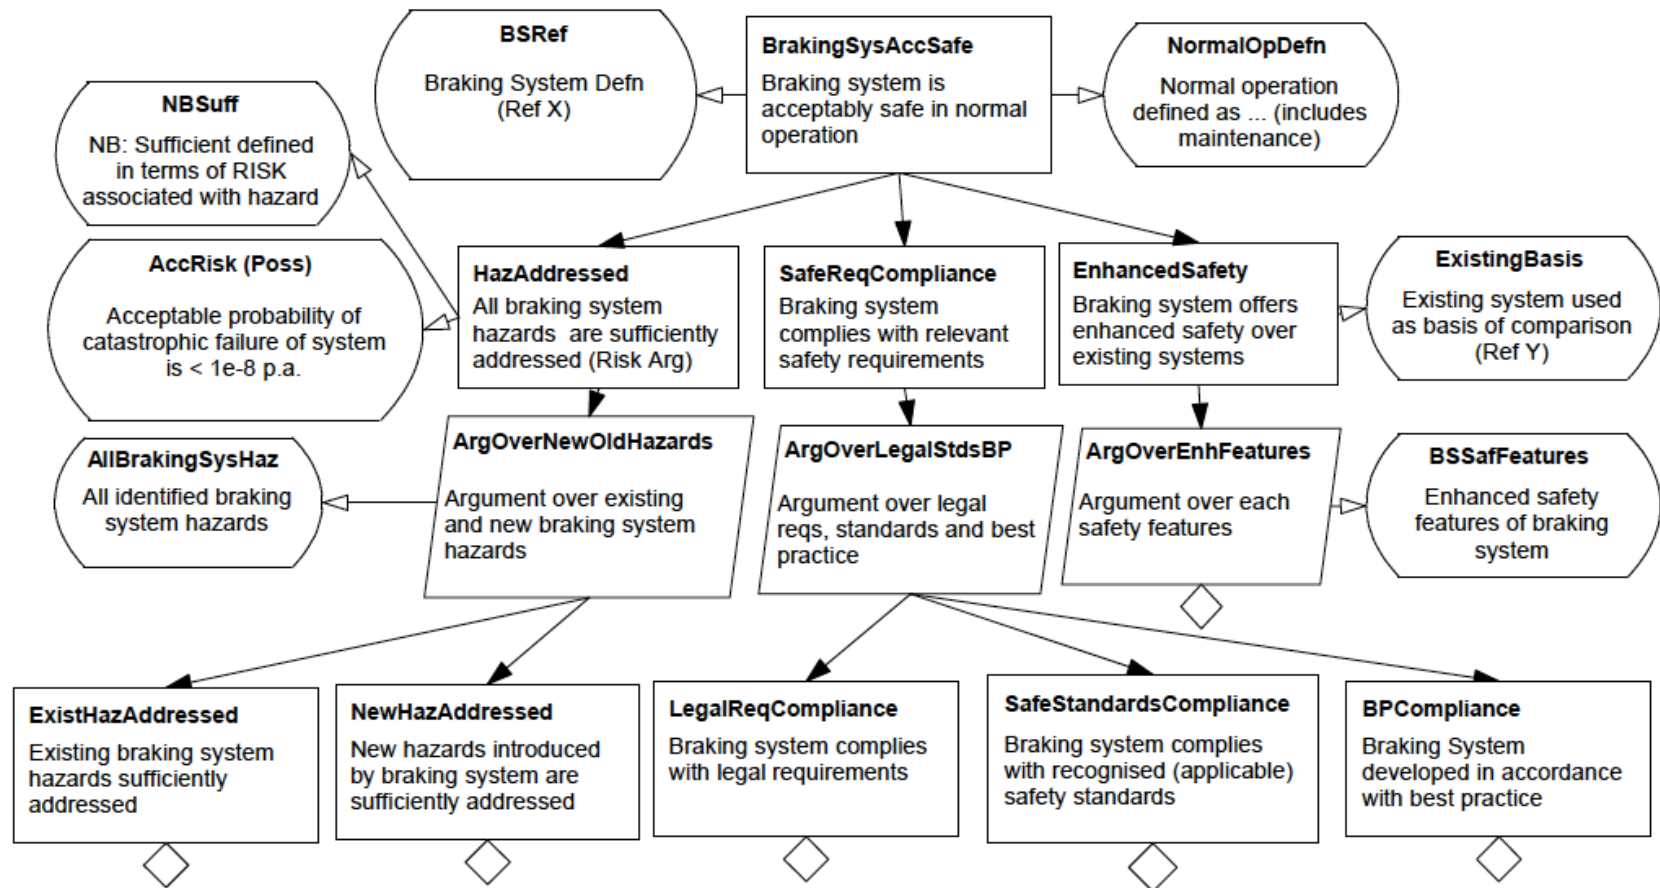 BSRef
Braking System Defn
(Ref X)
BrakingSysAccSafe
Braking system is
acceptably safe in normal
operation
NormalOpDefn
Normal operation
defined as ... (includes
maintenance)
NBSuff
NB: Sufficient defined
in terms of RISK
associated with hazard
AccRisk (Poss)
Acceptable probability of
catastrophic failure of system
is < 1e-8 p.a.
HazAddressed
All braking system
hazards are sufficiently
addressed (Risk Arg)
SafeReqCompliance
Braking system
complies with relevant
safety requirements
EnhancedSafety
Braking system offers
enhanced safety over
existing systems
ExistingBasis
Existing system used
as basis of comparison
(Ref Y)
AllBrakingSysHaz
All identified braking
system hazards
ArgOverNewOldHazards
Argument over existing
and new braking system
hazards
ArgOverLegalStdsBP
Argument over legal
reqs, standards and best
practice
ArgOverEnhFeatures
Argument over each
safety features
BSSafFeatures
Enhanced safety
features of braking
system
ExistHazAddressed
Existing braking system
hazards sufficiently
addressed
NewHazAddressed
New hazards introduced
by braking system are
sufficiently addressed
LegalReqCompliance
Braking system complies
with legal requirements
SafeStandardsCompliance
Braking system complies
with recognised (applicable)
safety standards
BPCompliance
Braking System
developed in accordance
with best practice